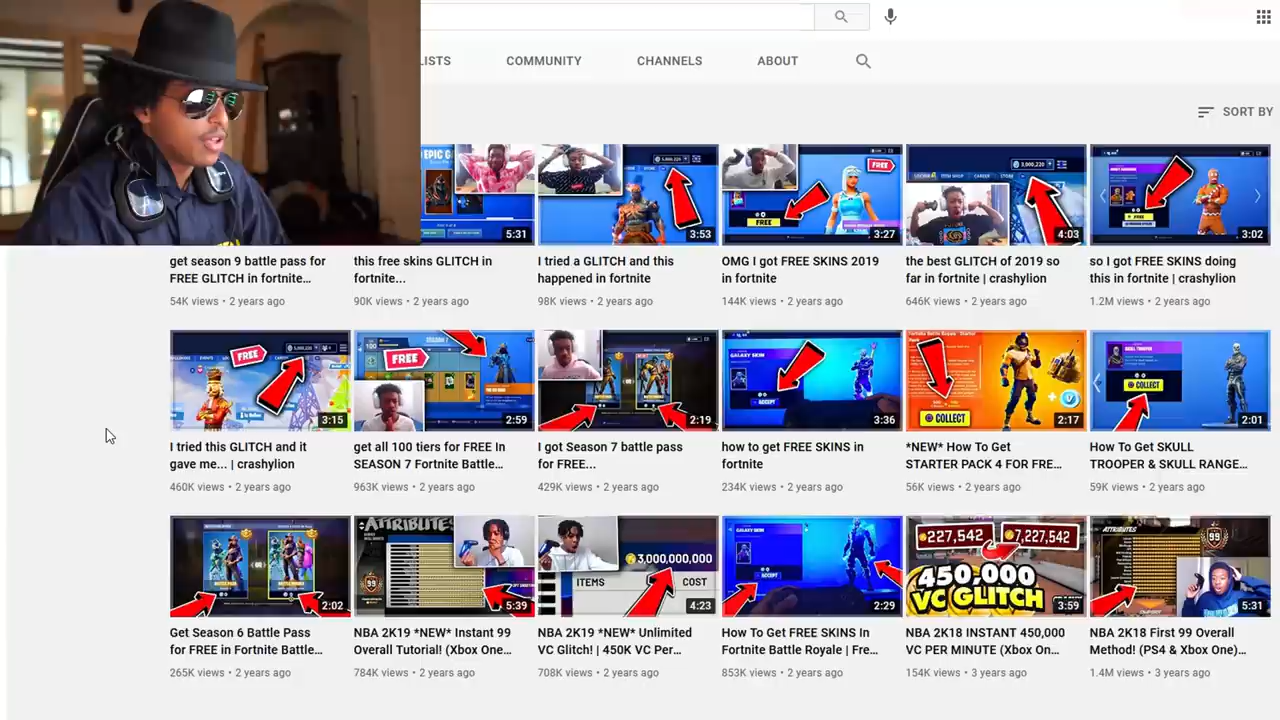 LISTS
COMMUNITY
CHANNELS
ABOUT
SORT BY
EPIC G
5:31
3:53
FREE
FREE
3:27
4:03
FREE
3:02
get season 9 battle pass for
FREE GLITCH in fortnite...
54K views • 2 years ago
this free skins GLITCH in
fortnite...
90K views • 2 years ago
I tried a GLITCH and this
happened in fortnite
98K views • 2 years ago
OMG I got FREE SKINS 2019
in fortnite
144K views • 2 years ago
the best GLITCH of 2019 so
far in fortnite | crashylion
646K views • 2 years ago
so I got FREE SKINS doing
this in fortnite | crashylion
1.2M views • 2 years ago
FREE
3:15
FREE
2:59
2:19
GALAXY SKIN
ACCEPT
3:36
COLLECT
2:17
SKULL TROOPER
COLLECT
2:01
I tried this GLITCH and it
gave me... | crashylion
460K views • 2 years ago
get all 100 tiers for FREE In
SEASON 7 Fortnite Battle...
963K views • 2 years ago
I got Season 7 battle pass
for FREE...
429K views • 2 years ago
how to get FREE SKINS in
fortnite
234K views • 2 years ago
*NEW* How To Get
STARTER PACK 4 FOR FRE...
56K views • 2 years ago
How To Get SKULL
TROOPER & SKULL RANGE...
59K views • 2 years ago
2:02
ATTRIBUTES
99
5:39
3,000,000,000
ITEMS
COST
4:23
GALAXY SKIN
ACCEPT
2:29
227,542
7,227,542
450,000
VC GLITCH
3:59
ATTRIBUTES
99
5:31
Get Season 6 Battle Pass
for FREE in Fortnite Battle...
265K views • 2 years ago
NBA 2K19 *NEW* Instant 99
Overall Tutorial! (Xbox One...
784K views • 2 years ago
NBA 2K19 *NEW* Unlimited
VC Glitch! | 450K VC Per...
708K views • 2 years ago
How To Get FREE SKINS In
Fortnite Battle Royale | Fre...
853K views • 2 years ago
NBA 2K18 INSTANT 450,000
VC PER MINUTE (Xbox On...
154K views • 3 years ago
NBA 2K18 First 99 Overall
Method! (PS4 & Xbox One)...
1.4M views • 3 years ago